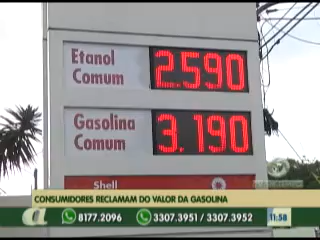 Etanol
Comum
2.590
Gasolina
Comum
3.190
Shell
CONSUMIDORES RECLAMAM DO VALOR DA GASOLINA
a
8177.2096
3307.3951 / 3307.3952
11:58